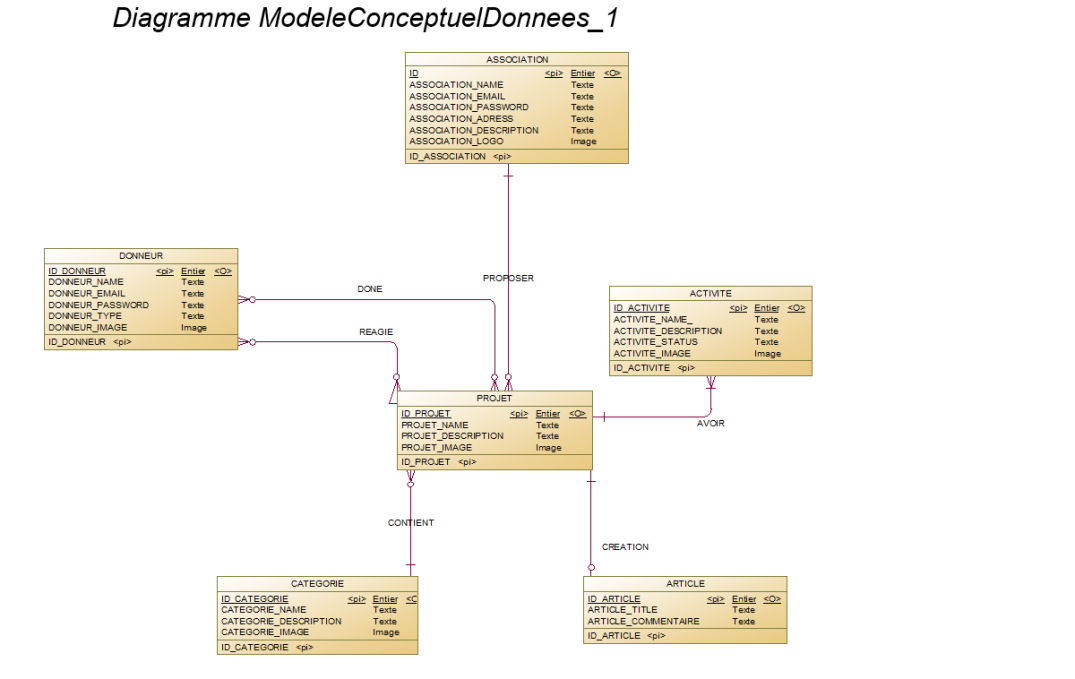 Diagramme ModeleConceptuelDonnees_1
ASSOCIATION
ID <pi> Entier <O>
ASSOCIATION_NAME Texte
ASSOCIATION_EMAIL Texte
ASSOCIATION_PASSWORD Texte
ASSOCIATION_ADRESS Texte
ASSOCIATION_DESCRIPTION Texte
ASSOCIATION_LOGO Image
ID_ASSOCIATION <pi>
DONNEUR
ID_DONNEUR <pi> Entier <O>
DONNEUR_NAME Texte
DONNEUR_EMAIL Texte
DONNEUR_PASSWORD Texte
DONNEUR_TYPE Texte
DONNEUR_IMAGE Image
ID_DONNEUR <pi>
DONE
REAGIE
PROPOSER
ACTIVITE
ID_ACTIVITE <pi> Entier <O>
ACTIVITE_NAME_ Texte
ACTIVITE_DESCRIPTION Texte
ACTIVITE_STATUS Texte
ACTIVITE_IMAGE Image
ID_ACTIVITE <pi>
PROJET
ID_PROJET <pi> Entier <O>
PROJET_NAME Texte
PROJET_DESCRIPTION Texte
PROJET_IMAGE Image
ID_PROJET <pi>
AVOIR
CONTIENT
CREATION
CATEGORIE
ID_CATEGORIE <pi> Entier <O
CATEGORIE_NAME Texte
CATEGORIE_DESCRIPTION Texte
CATEGORIE_IMAGE Image
ID_CATEGORIE <pi>
ARTICLE
ID_ARTICLE <pi> Entier <O>
ARTICLE_TITLE Texte
ARTICLE_COMMENTAIRE Texte
ID_ARTICLE <pi>